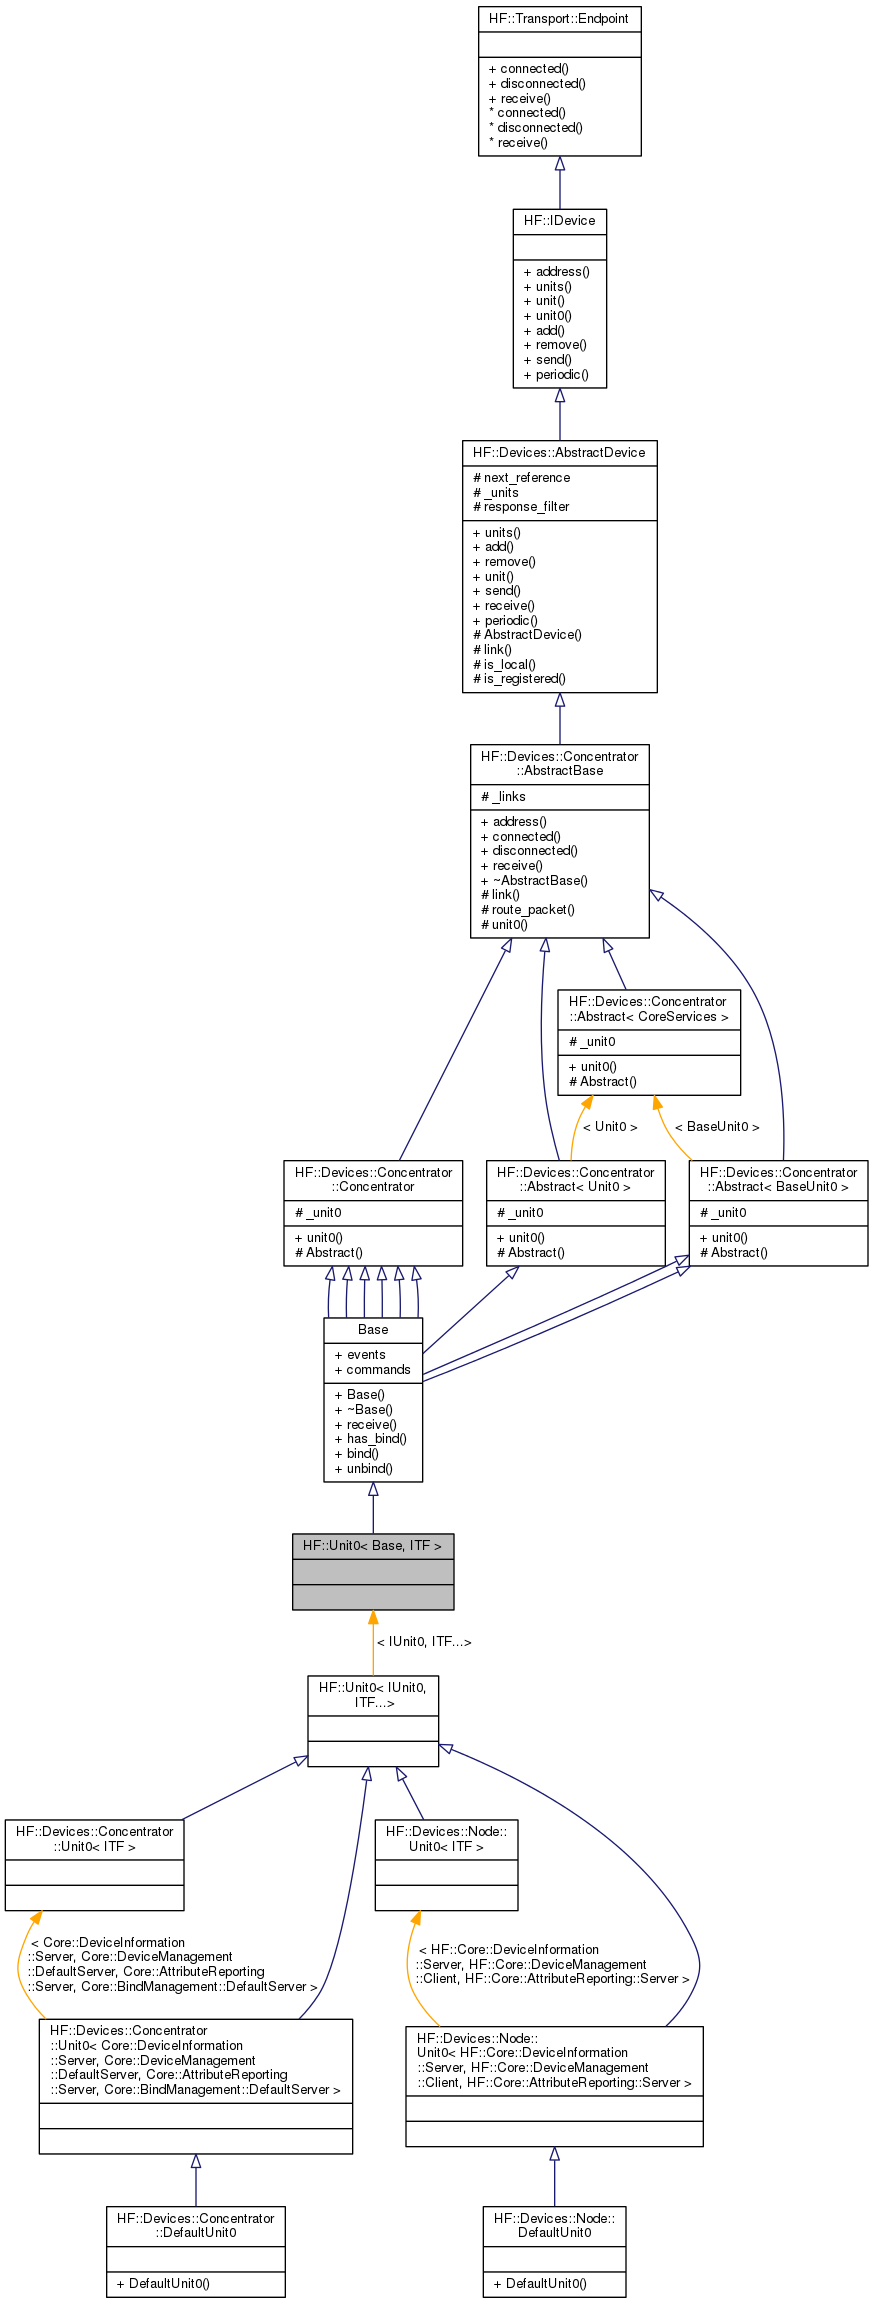 HF::Transport::Endpoint
+ connected()
+ disconnected()
+ receive()
* connected()
* disconnected()
* receive()
HF::IDevice
+ address()
+ units()
+ unit()
+ unit0()
+ add()
+ remove()
+ send()
+ periodic()
HF::Devices::AbstractDevice
# next_reference
# _units
# response_filter
+ units()
+ add()
+ remove()
+ unit()
+ send()
+ receive()
+ periodic()
# AbstractDevice()
# link()
# is_local()
# is_registered()
HF::Devices::Concentrator
::AbstractBase
# _links
+ address()
+ connected()
+ disconnected()
+ receive()
+ ~AbstractBase()
# link()
# route_packet()
# unit0()
HF::Devices::Concentrator
::Abstract< CoreServices >
# _unit0
+ unit0()
# Abstract()
< Unit0 >
< BaseUnit0 >
HF::Devices::Concentrator
::Concentrator
# _unit0
+ unit0()
# Abstract()
HF::Devices::Concentrator
::Abstract< Unit0 >
# _unit0
+ unit0()
# Abstract()
HF::Devices::Concentrator
::Abstract< BaseUnit0 >
# _unit0
+ unit0()
# Abstract()
Base
+ events
+ commands
+ Base()
+ ~Base()
+ receive()
+ has_bind()
+ bind()
+ unbind()
HF::Unit0< Base, ITF >
< IUnit0, ITF...>
HF::Unit0< IUnit0,
ITF...>
HF::Devices::Concentrator
::Unit0< ITF >
HF::Devices::Node::
Unit0< ITF >
< Core::DeviceInformation
::Server, Core::DeviceManagement
::DefaultServer, Core::AttributeReporting
::Server, Core::BindManagement::DefaultServer >
< HF::Core::DeviceInformation
::Server, HF::Core::DeviceManagement
::Client, HF::Core::AttributeReporting::Server >
HF::Devices::Concentrator
::Unit0< Core::DeviceInformation
::Server, Core::DeviceManagement
::DefaultServer, Core::AttributeReporting
::Server, Core::BindManagement::DefaultServer >
HF::Devices::Node::
Unit0< HF::Core::DeviceInformation
::Server, HF::Core::DeviceManagement
::Client, HF::Core::AttributeReporting::Server >
HF::Devices::Concentrator
::DefaultUnit0
+ DefaultUnit0()
HF::Devices::Node::
DefaultUnit0
+ DefaultUnit0()